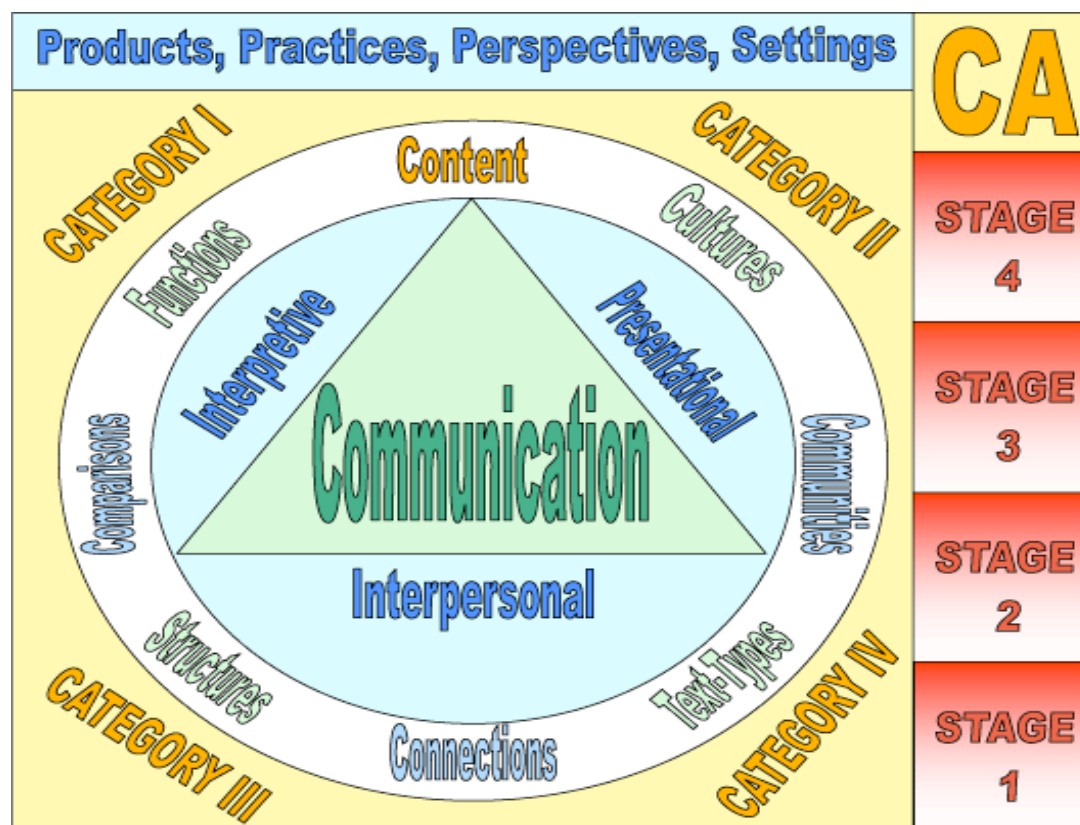 Products, Practices, Perspectives, Settings
CA
CATEGORY I
CATEGORY II
Content
Functions
Cultures
Interpretive
Presentational
Communication
Comparisons
Communities
Interpersonal
Structures
Text-Types
Connections
CATEGORY III
CATEGORY IV
STAGE
4
STAGE
3
STAGE
2
STAGE
1